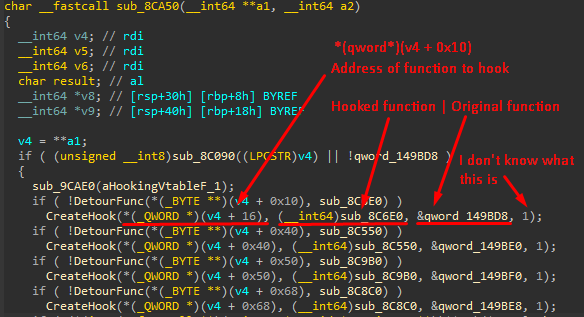 char __fastcall sub_8CA50(__int64 **a1, __int64 a2)
{
__int64 v4; // rdi
__int64 v5; // rdi
__int64 v6; // rdi
char result; // al
__int64 *v8; // [rsp+30h] [rbp+8h] BYREF
__int64 *v9; // [rsp+40h] [rbp+18h] BYREF
*(qword*)(v4 + 0x10)
Address of function to hook
Hooked function | Original function
I don't know what
this is
v4 = **a1;
if ( (unsigned __int8)sub_8C090((LPCSTR)v4) || !qword_149BD8 )
{
sub_9CAE0(aHookingVtableF_1);
if ( !DetourFunc(*(_BYTE **)(v4 + 0x10), sub_8C6E0) )
CreateHook(*(_QWORD *)(v4 + 16), (__int64)sub_8C6E0, &qword_149BD8, 1);
if ( !DetourFunc(*(_BYTE **)(v4 + 0x40), sub_8C550) )
CreateHook(*(_QWORD *)(v4 + 0x40), (__int64)sub_8C550, &qword_149BE0, 1);
if ( !DetourFunc(*(_BYTE **)(v4 + 0x50), sub_8C9B0) )
CreateHook(*(_QWORD *)(v4 + 0x50), (__int64)sub_8C9B0, &qword_149BF0, 1);
if ( !DetourFunc(*(_BYTE **)(v4 + 0x68), sub_8C8C0) )
CreateHook(*(_QWORD *)(v4 + 0x68), (__int64)sub_8C8C0, &qword_149BE8, 1);